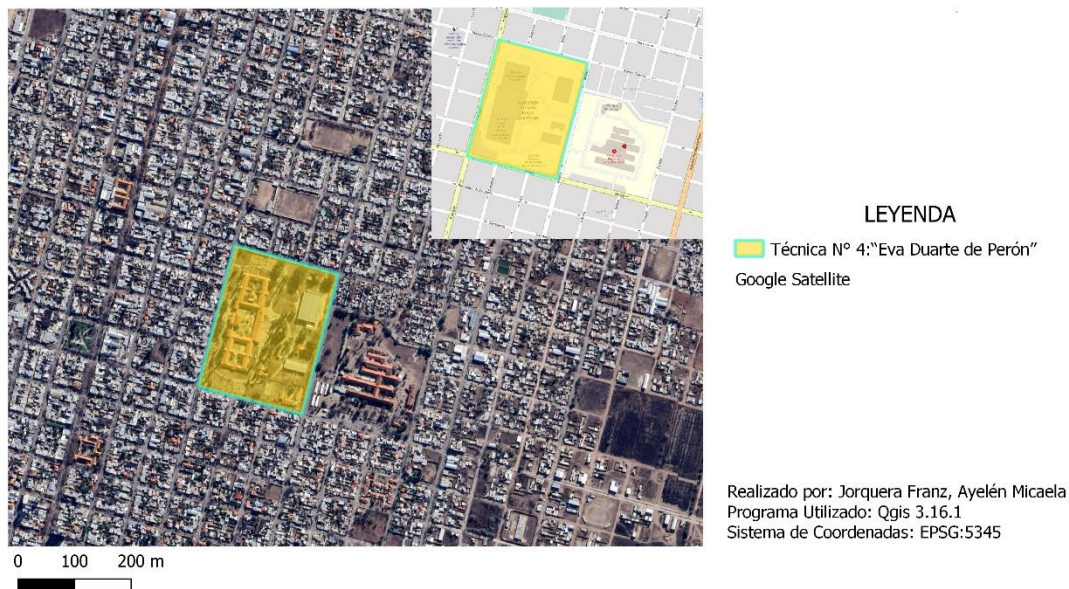 LEYENDA
Técnica N° 4:“Eva Duarte de Perón”
Google Satellite
Realizado por: Jorquera Franz, Ayelén Micaela
Programa Utilizado: Qgis 3.16.1
Sistema de Coordenadas: EPSG:5345
0 100 200 m